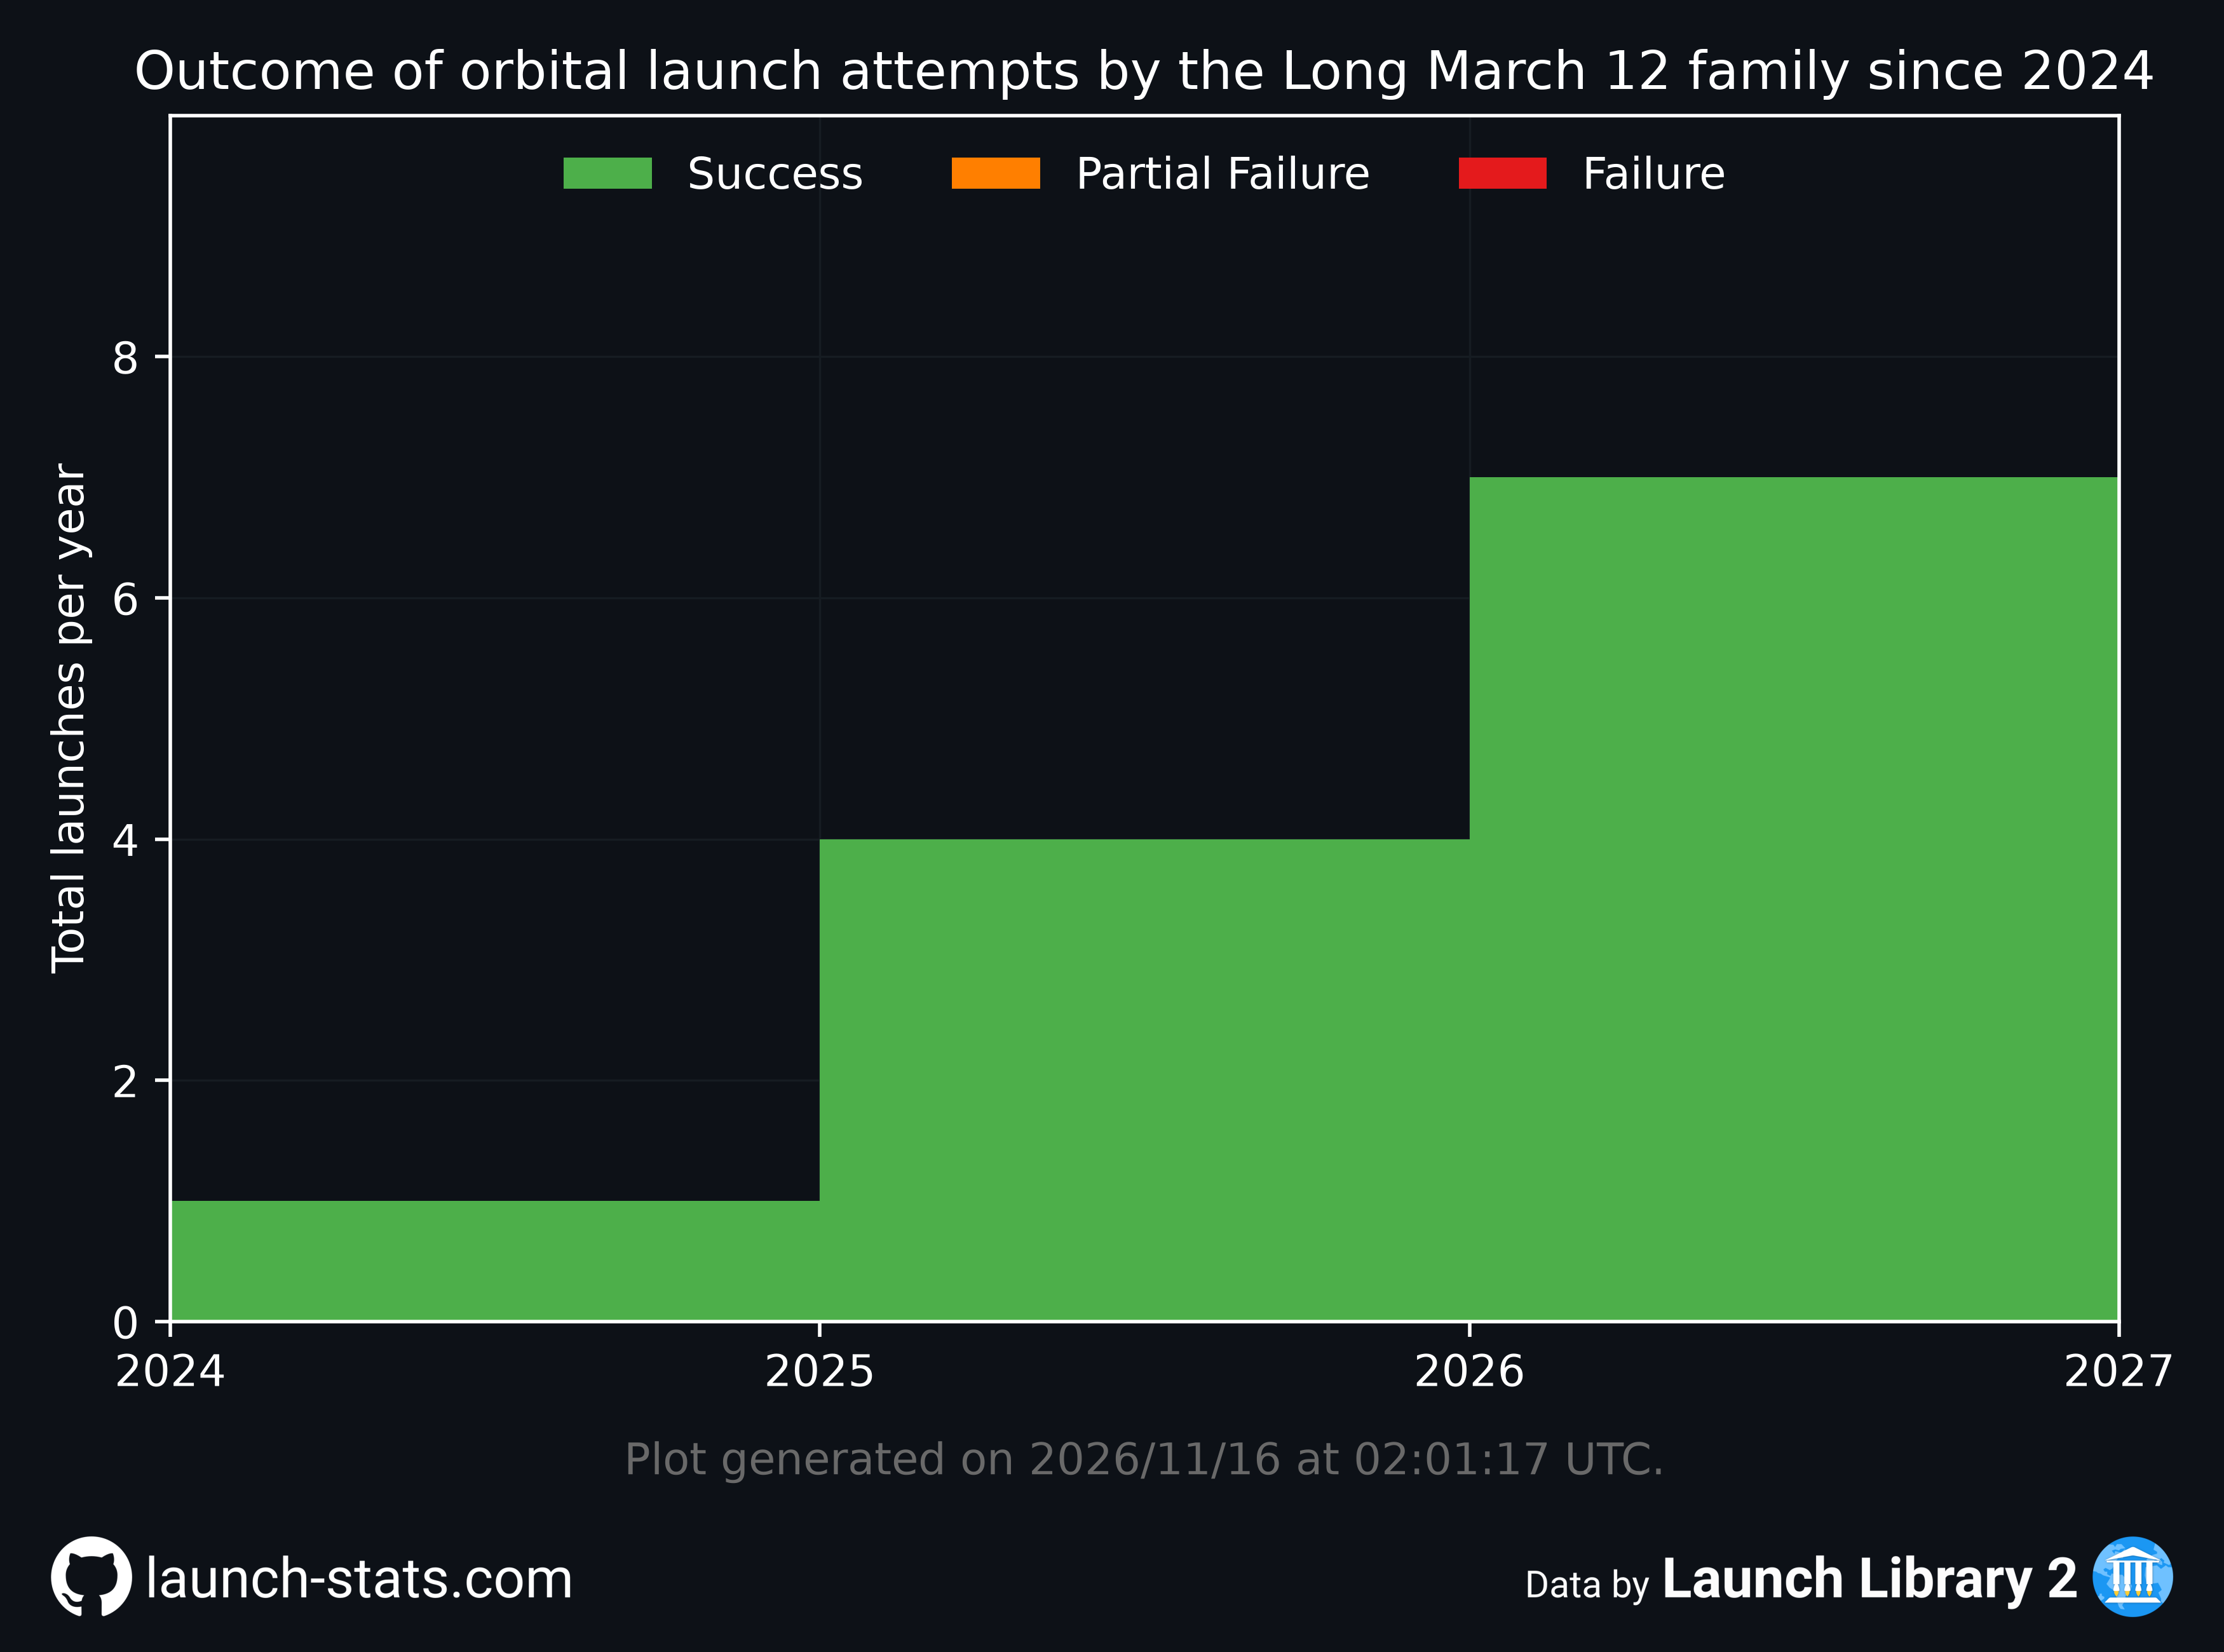 Outcome of orbital launch attempts by the Long March 12 family since 2024
Success Partial Failure Failure
Total launches per year
8
6
4
2
0
2024 2025 2026 2027
Plot generated on 2026/11/16 at 02:01:17 UTC.
launch-stats.com
Data by Launch Library 2